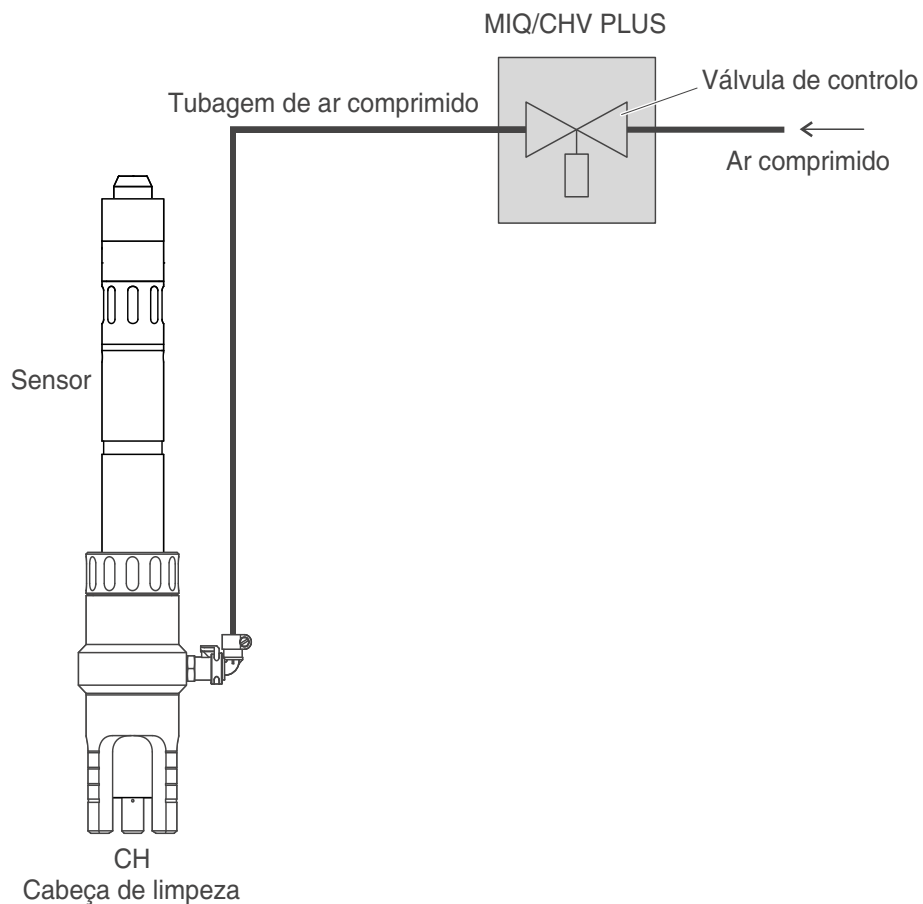 MIQ/CHV PLUS
Válvula de controlo
Tubagem de ar comprimido
Ar comprimido
Sensor
CH
Cabeça de limpeza